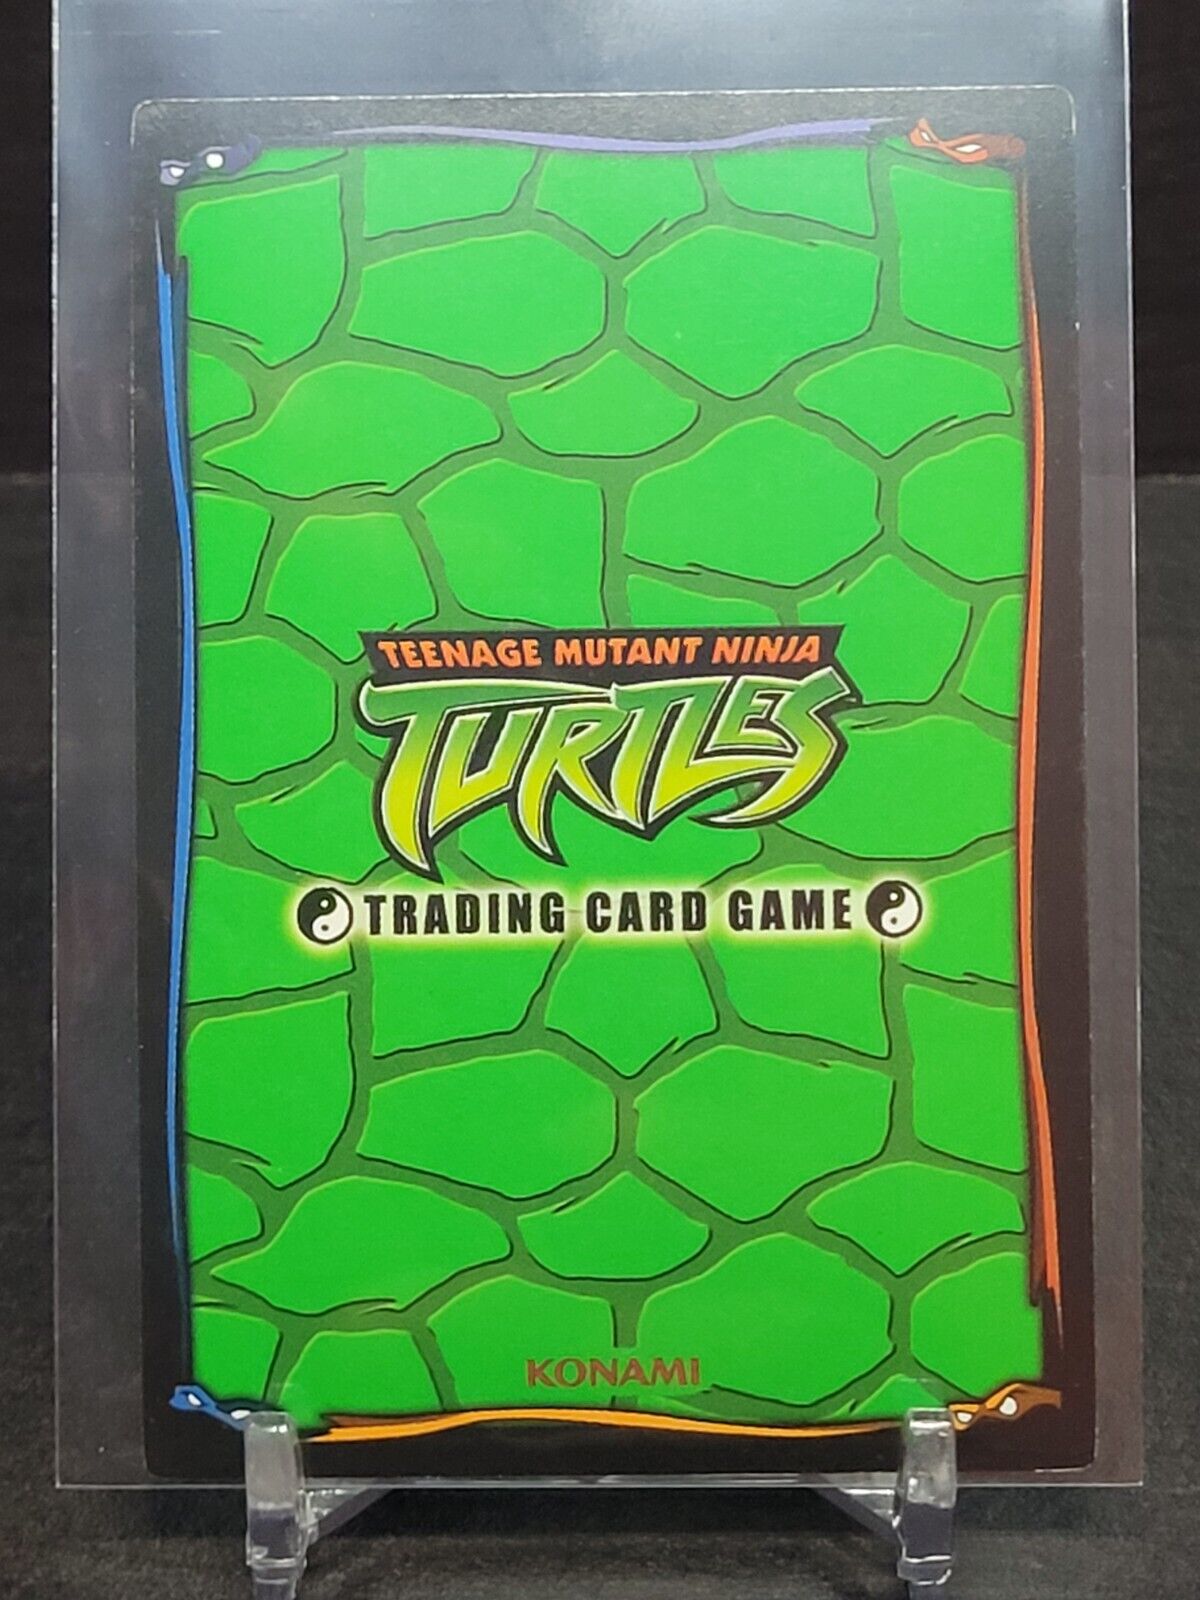 TEENAGE MUTANT NINJA
TURTLES
TRADING CARD GAME
KONAMI